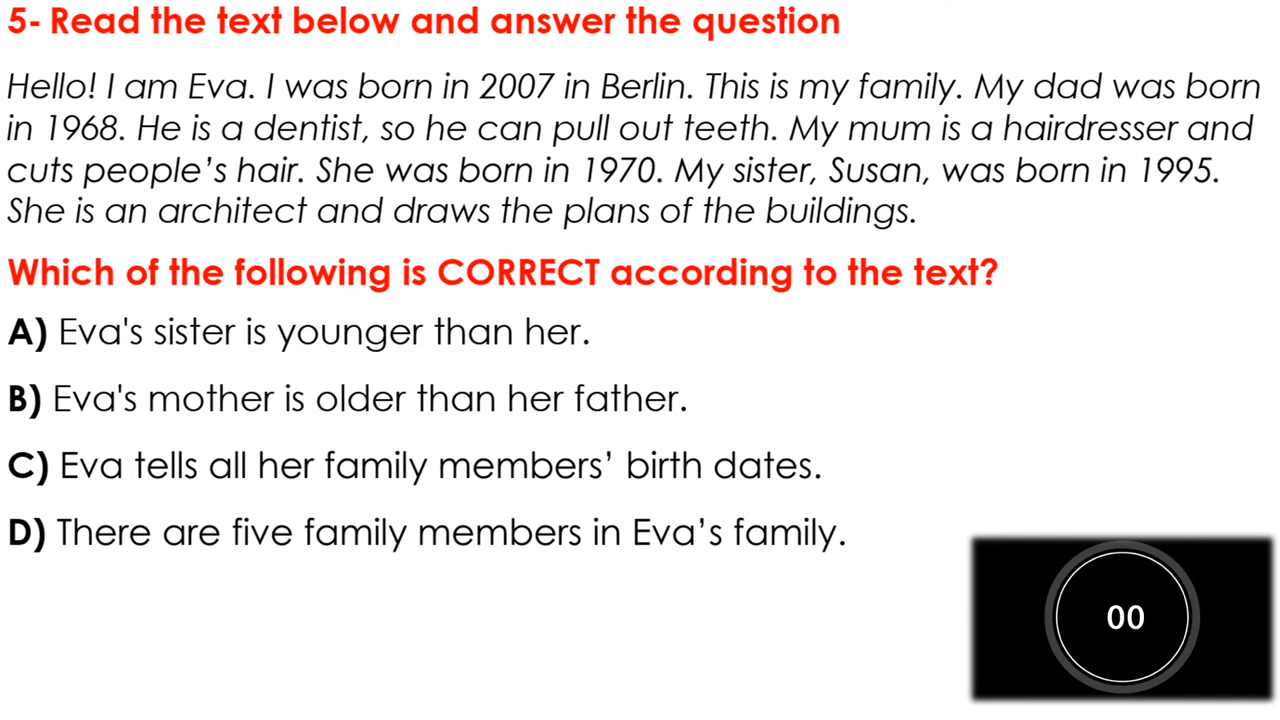 5- Read the text below and answer the question
Hello! I am Eva. I was born in 2007 in Berlin. This is my family. My dad was born
in 1968. He is a dentist, so he can pull out teeth. My mum is a hairdresser and
cuts people’s hair. She was born in 1970. My sister, Susan, was born in 1995.
She is an architect and draws the plans of the buildings.
Which of the following is CORRECT according to the text?
A) Eva's sister is younger than her.
B) Eva's mother is older than her father.
C) Eva tells all her family members’ birth dates.
D) There are five family members in Eva’s family.
00